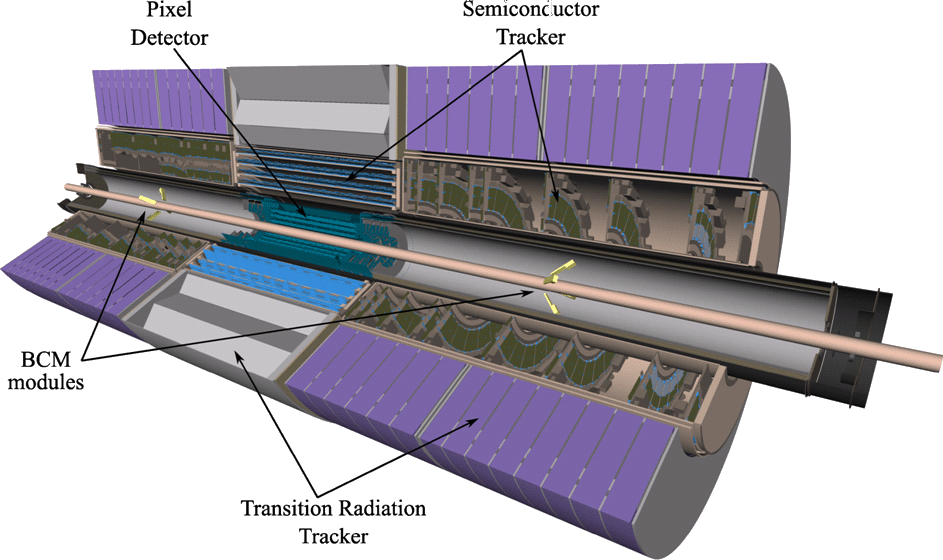 Pixel
Detector
Semiconductor
Tracker
BCM
modules
Transition Radiation
Tracker